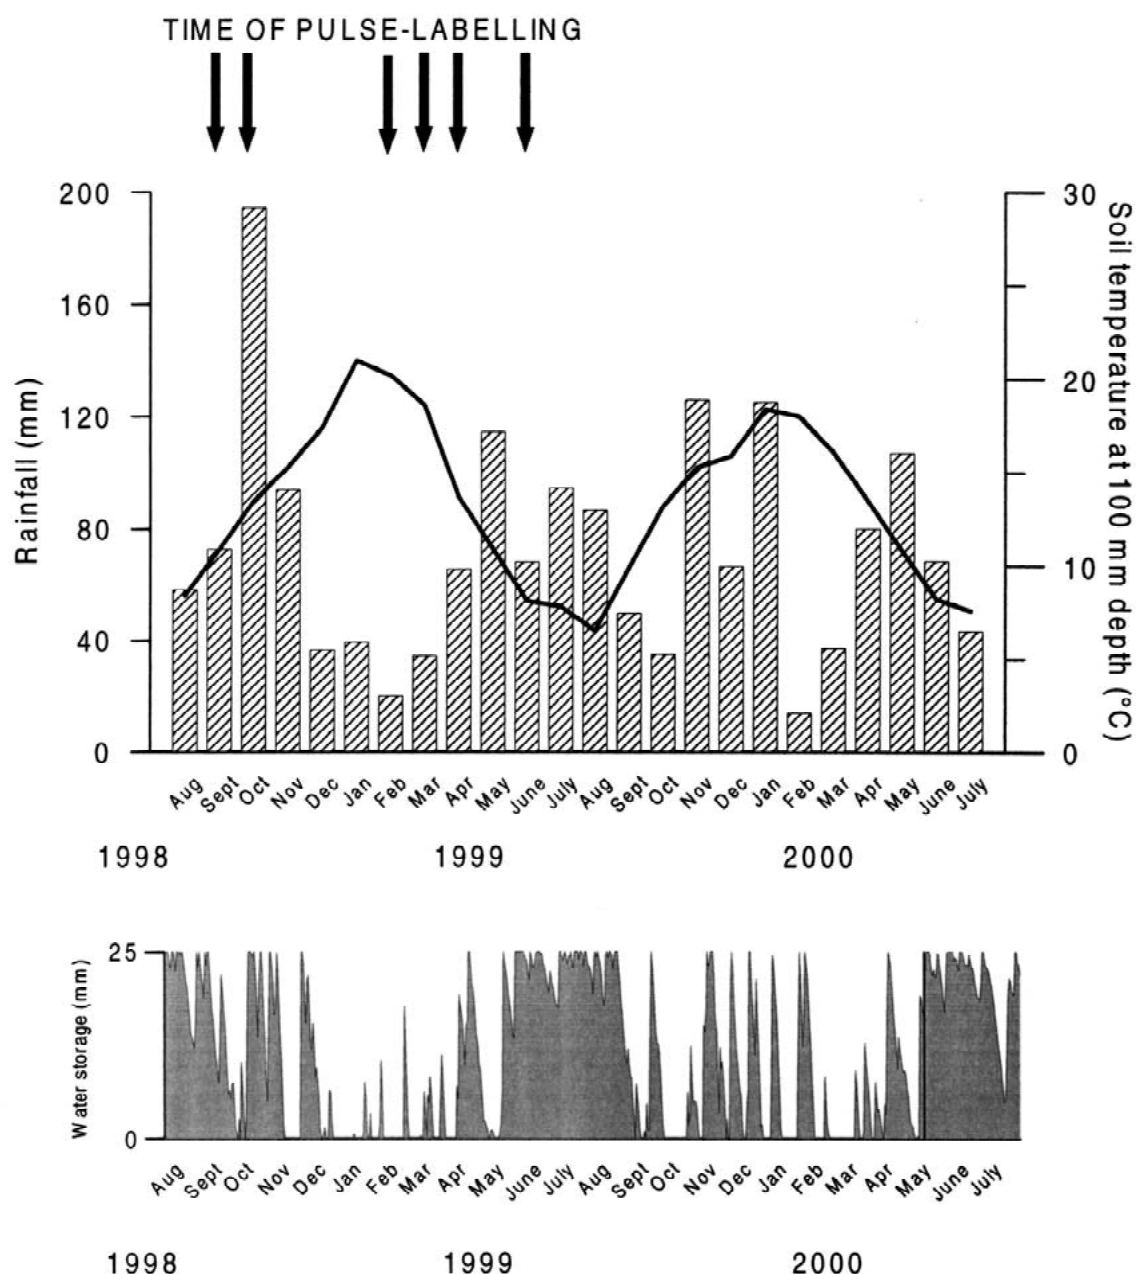 TIME OF PULSE-LABELLING
200
160
120
80
40
0
Rainfall (mm)
30
20
10
0
Soil temperature at 100 mm depth (°C)
Aug Sept Oct Nov Dec Jan Feb Mar Apr May June July Aug Sept Oct Nov Dec Jan Feb Mar Apr May June July
1998 1999 2000
25
0
Water storage (mm)
Aug Sept Oct Nov Dec Jan Feb Mar Apr May June July Aug Sept Oct Nov Dec Jan Feb Mar Apr May June July
1998 1999 2000